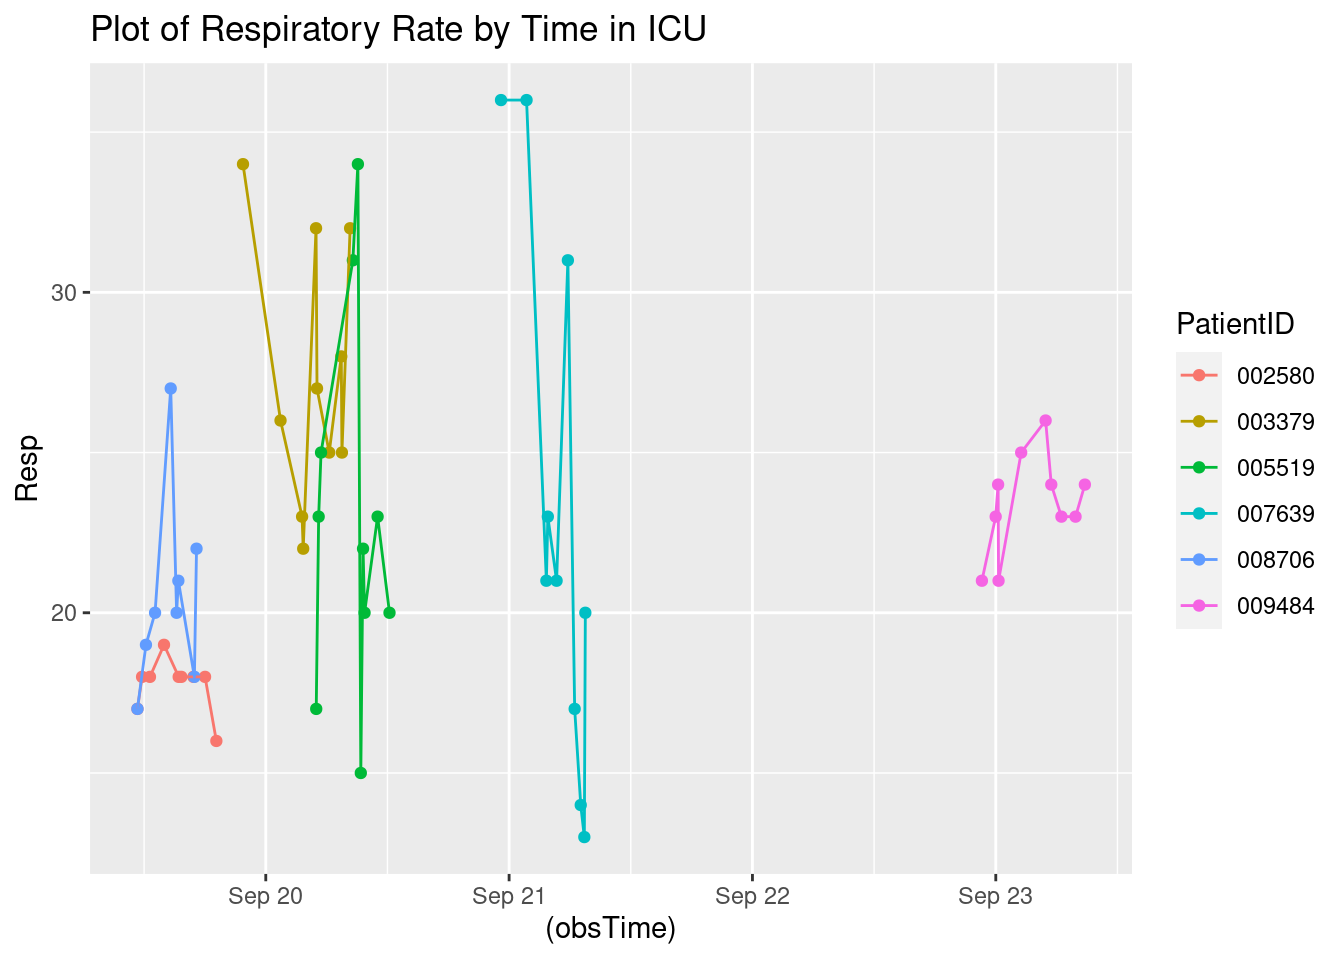 Plot of Respiratory Rate by Time in ICU
30
20
Resp
Sep 20
Sep 21
Sep 22
Sep 23
(obsTime)
PatientID
002580
003379
005519
007639
008706
009484